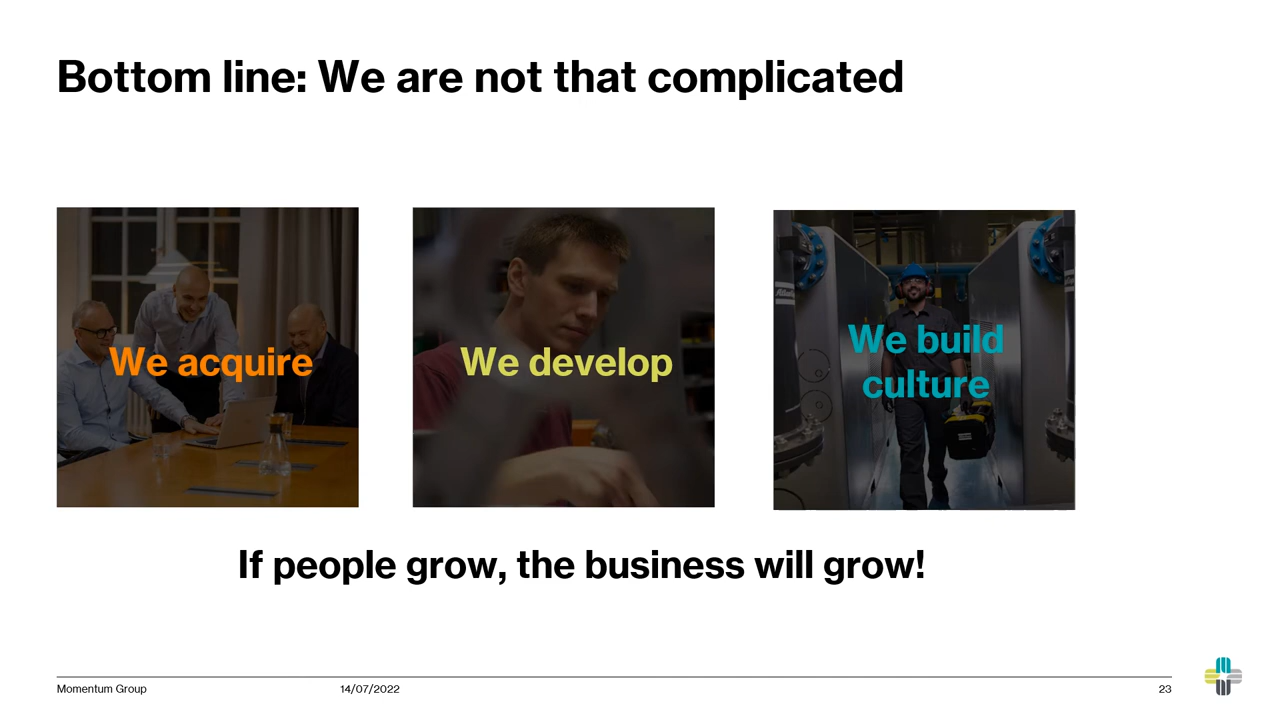 Bottom line: We are not that complicated
We acquire
We develop
We build
culture
If people grow, the business will grow!
Momentum Group
14/07/2022
23